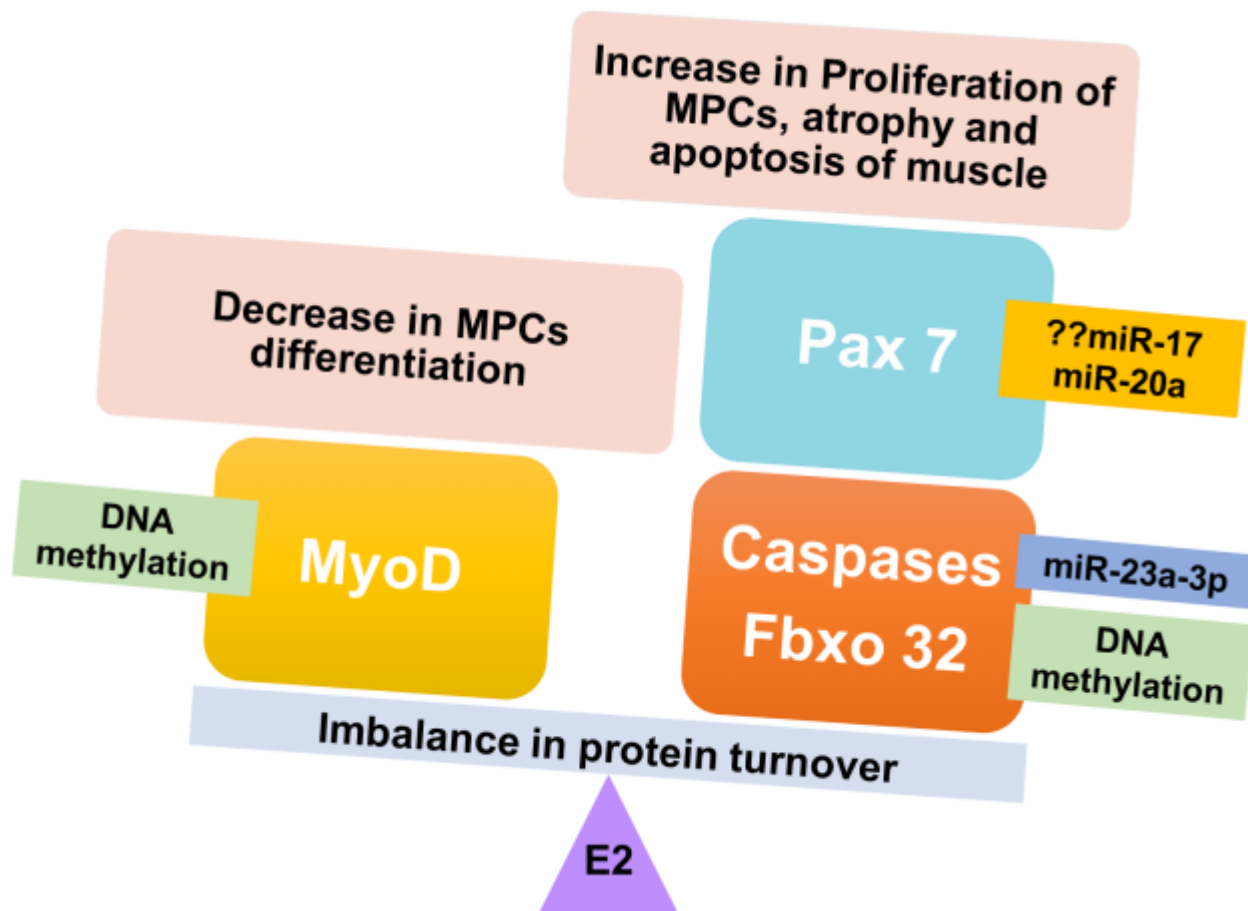 Increase in Proliferation of
MPCs, atrophy and
apoptosis of muscle
Decrease in MPCs
differentiation
Pax 7
??miR-17
miR-20a
DNA
methylation
MyoD
Caspases
Fbxo 32
miR-23a-3p
DNA
methylation
Imbalance in protein turnover
E2